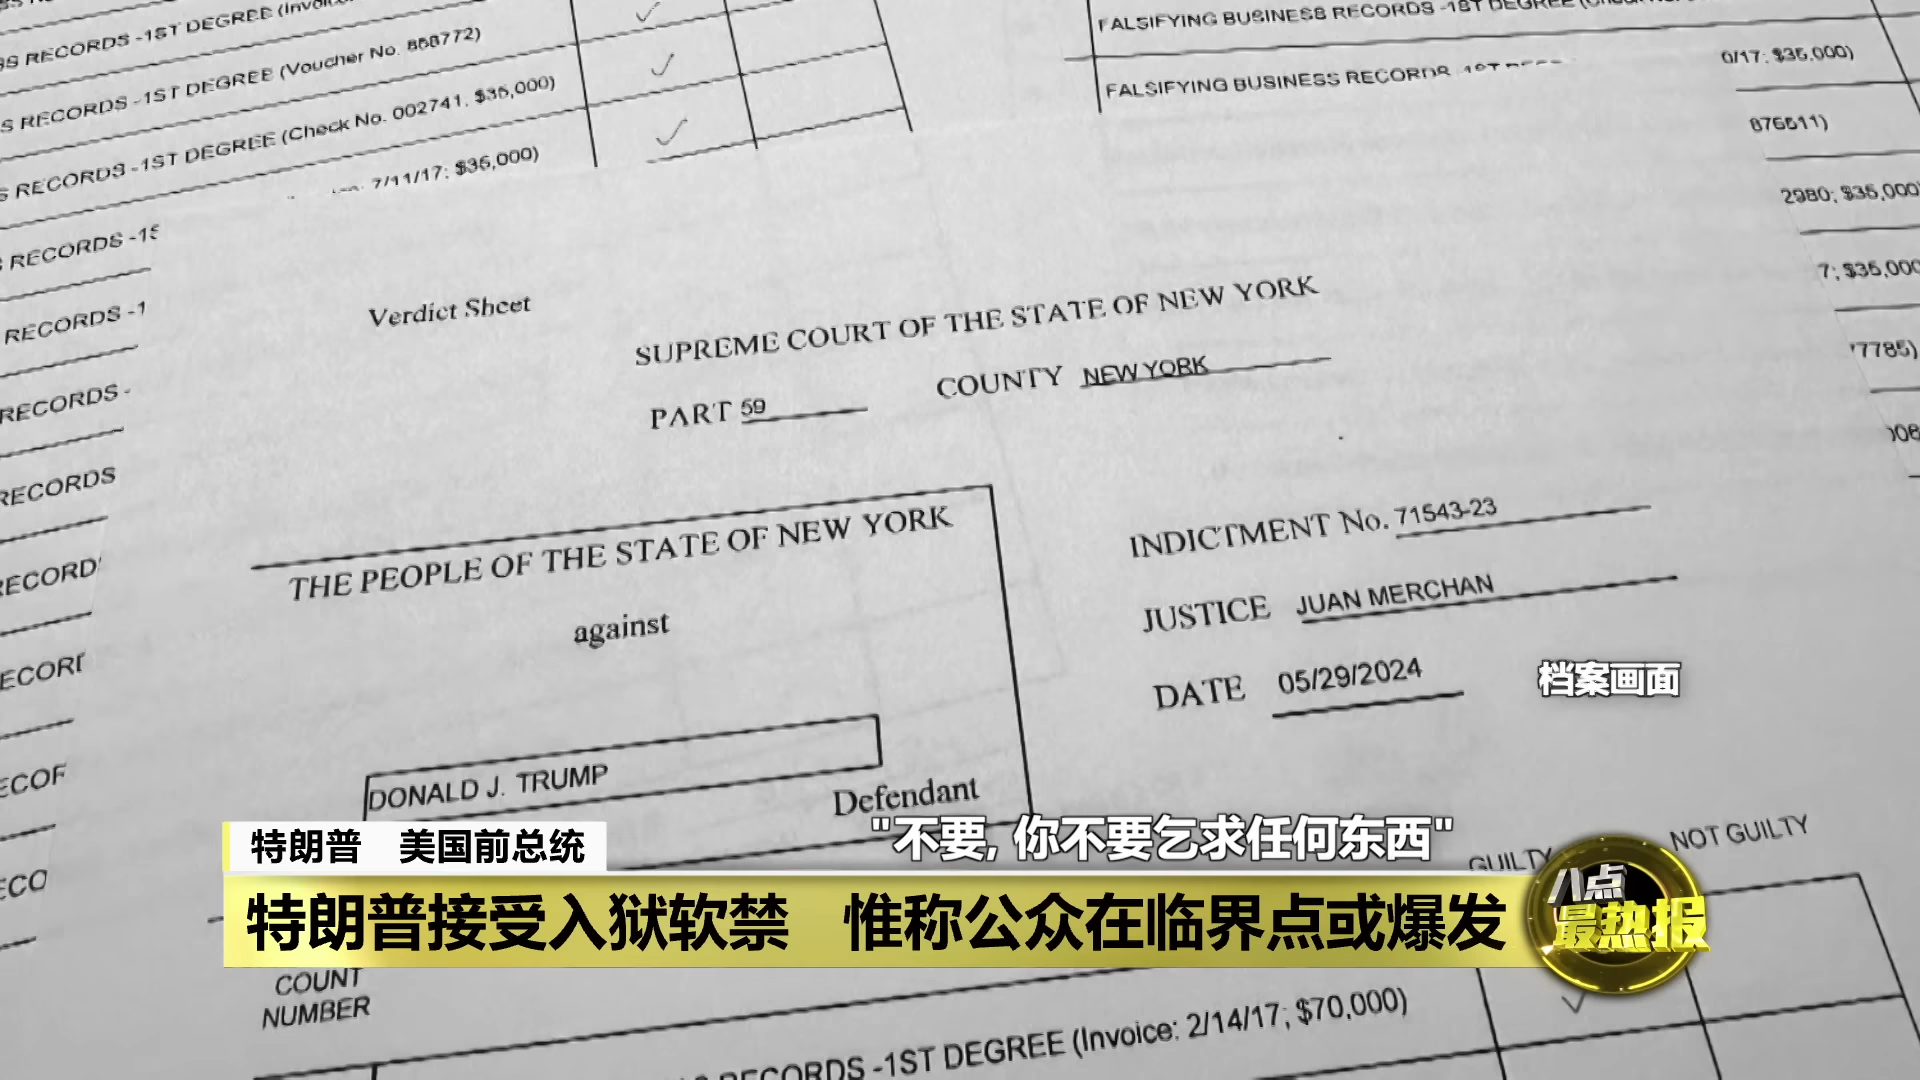 RECORDS -1ST DEGREE
S RECORDS -1ST DEGREE (Voucher No. 858772)
S RECORDS -1ST DEGREE (Check No. 002741, $35,000)
7/11/17; $35,000)
FALSIFYING BUSINESS RECORDS -1ST DEGREE
FALSIFYING BUSINESS RECORDS
0/17; $35,000)
876511)
2980; $35,000)
7; $35,000
7785)
RECORDS -1
RECORDS -1
RECORDS -
RECORDS
RECORD
ECOR
ECO
Verdict Sheet
SUPREME COURT OF THE STATE OF NEW YORK
PART 59 COUNTY NEW YORK
THE PEOPLE OF THE STATE OF NEW YORK
against
DONALD J. TRUMP
Defendant
INDICTMENT No. 71543-23
JUSTICE JUAN MERCHAN
DATE 05/29/2024
档案画面
"不要, 你不要乞求任何东西"
GUILTY NOT GUILTY
特朗普 美国前总统
特朗普接受入狱软禁 惟称公众在临界点或爆发
八点
最热报
COUNT
NUMBER
RECORDS -1ST DEGREE (Invoice: 2/14/17; $70,000)